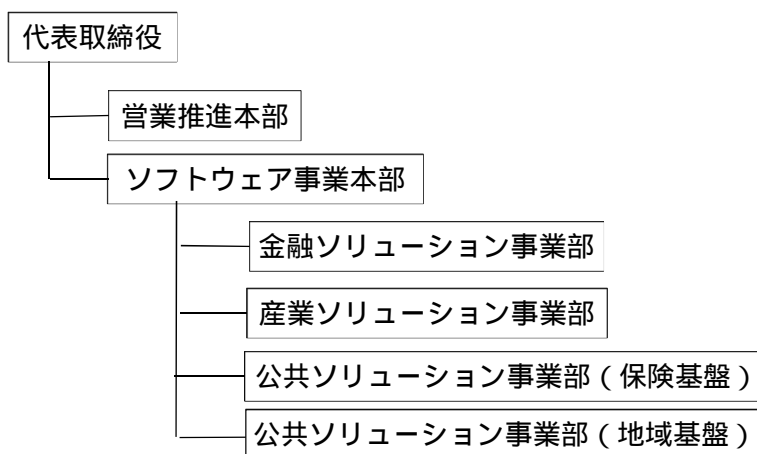 代表取締役
営業推進本部
ソフトウェア事業本部
金融ソリューション事業部
産業ソリューション事業部
公共ソリューション事業部（保険基盤）
公共ソリューション事業部（地域基盤）